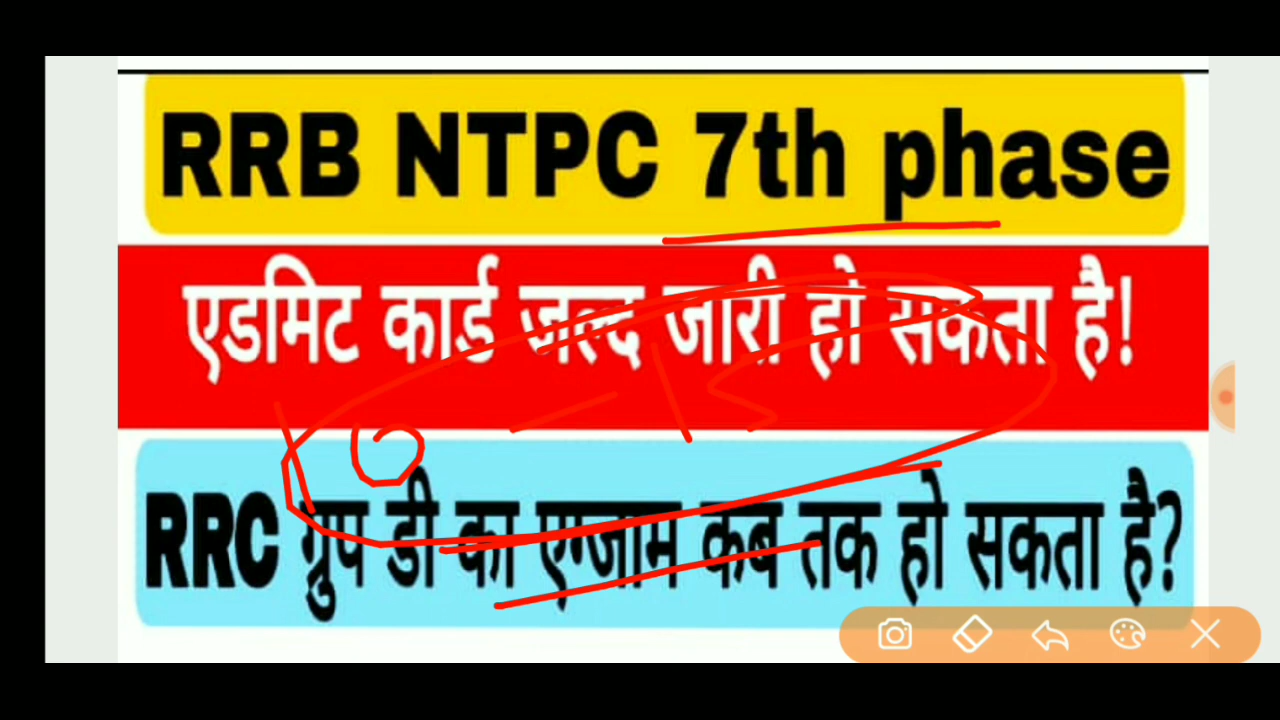 RRB NTPC 7th phase
एडमिट कार्ड जल्द जारी हो सकता है!
RRC ग्रुप डी का एग्जाम कब तक हो सकता है?